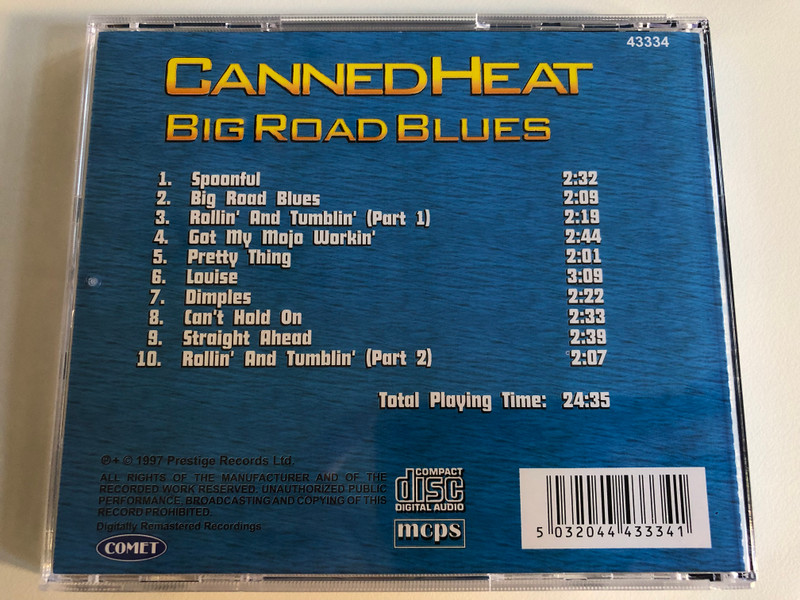 43334
CANNED HEAT
BIG ROAD BLUES
1. Spoonful 2:32
2. Big Road Blues 2:09
3. Rollin' And Tumblin' (Part 1) 2:19
4. Got My Mojo Workin' 2:44
5. Pretty Thing 2:01
6. Louise 3:09
7. Dimples 2:22
8. Can't Hold On 2:33
9. Straight Ahead 2:39
10. Rollin' And Tumblin' (Part 2) 2:07
Total Playing Time: 24:35
℗+ © 1997 Prestige Records Ltd.
ALL RIGHTS OF THE MANUFACTURER AND OF THE
RECORDED WORK RESERVED. UNAUTHORIZED PUBLIC
PERFORMANCE, BROADCASTING AND COPYING OF THIS
RECORD PROHIBITED.
Digitally Remastered Recordings
COMET
COMPACT
disc
DIGITAL AUDIO
mcps
5 032044 433341